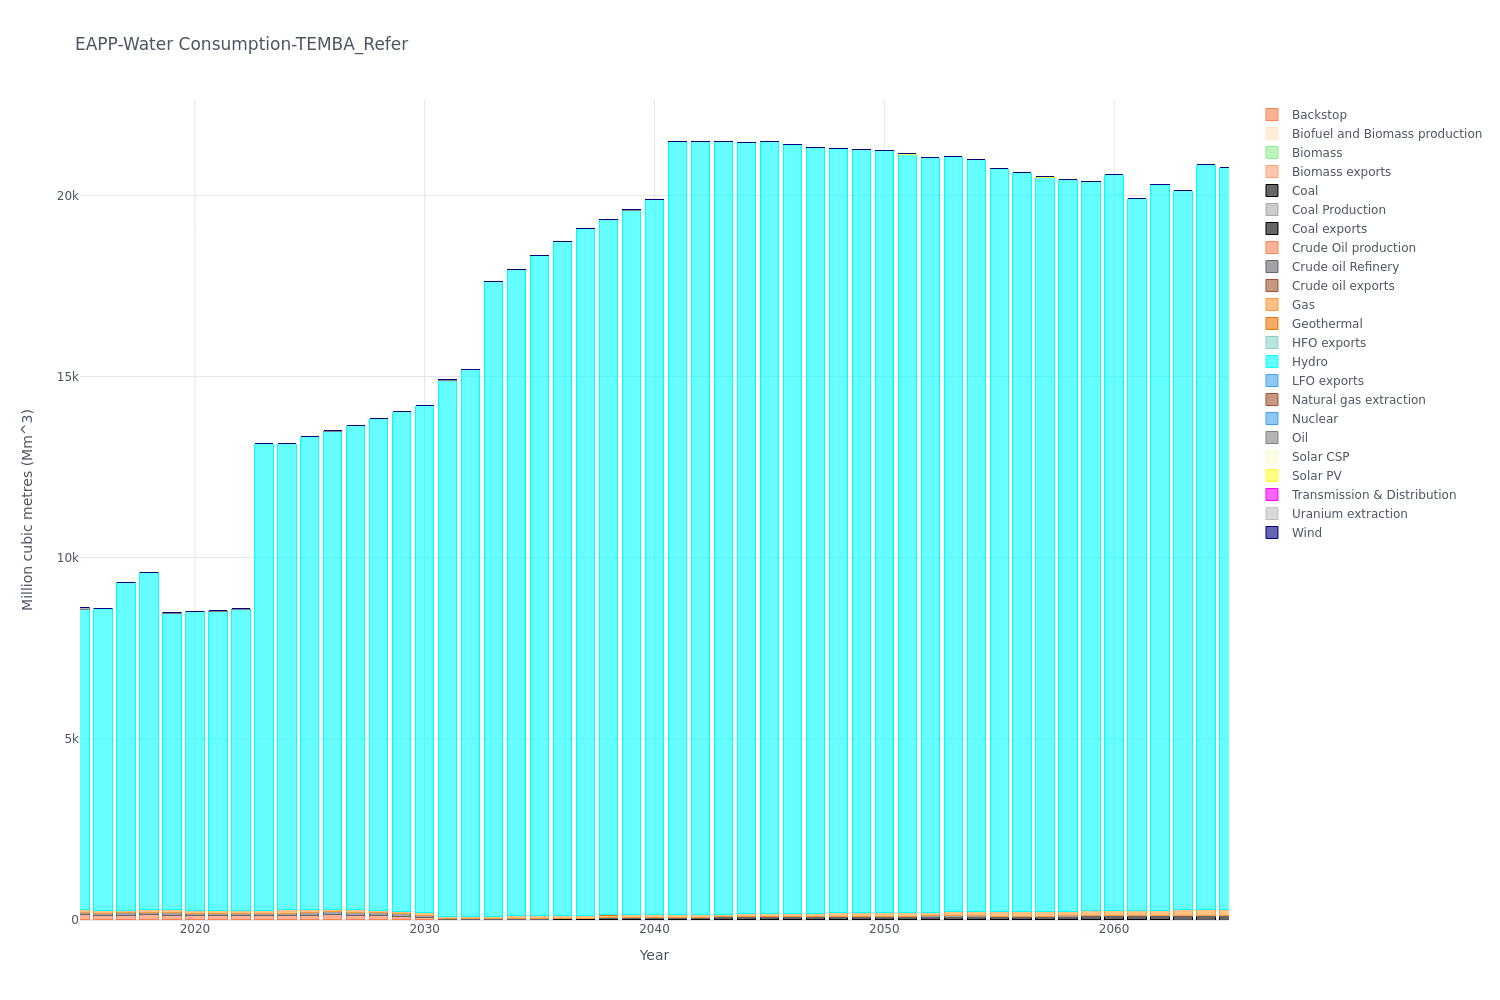 EAPP-Water Consumption-TEMBA_Refer
Million cubic metres (Mm^3)
20k
15k
10k
5k
0
2020
2030
2040
2050
2060
Year
Backstop
Biofuel and Biomass production
Biomass
Biomass exports
Coal
Coal Production
Coal exports
Crude Oil production
Crude oil Refinery
Crude oil exports
Gas
Geothermal
HFO exports
Hydro
LFO exports
Natural gas extraction
Nuclear
Oil
Solar CSP
Solar PV
Transmission & Distribution
Uranium extraction
Wind